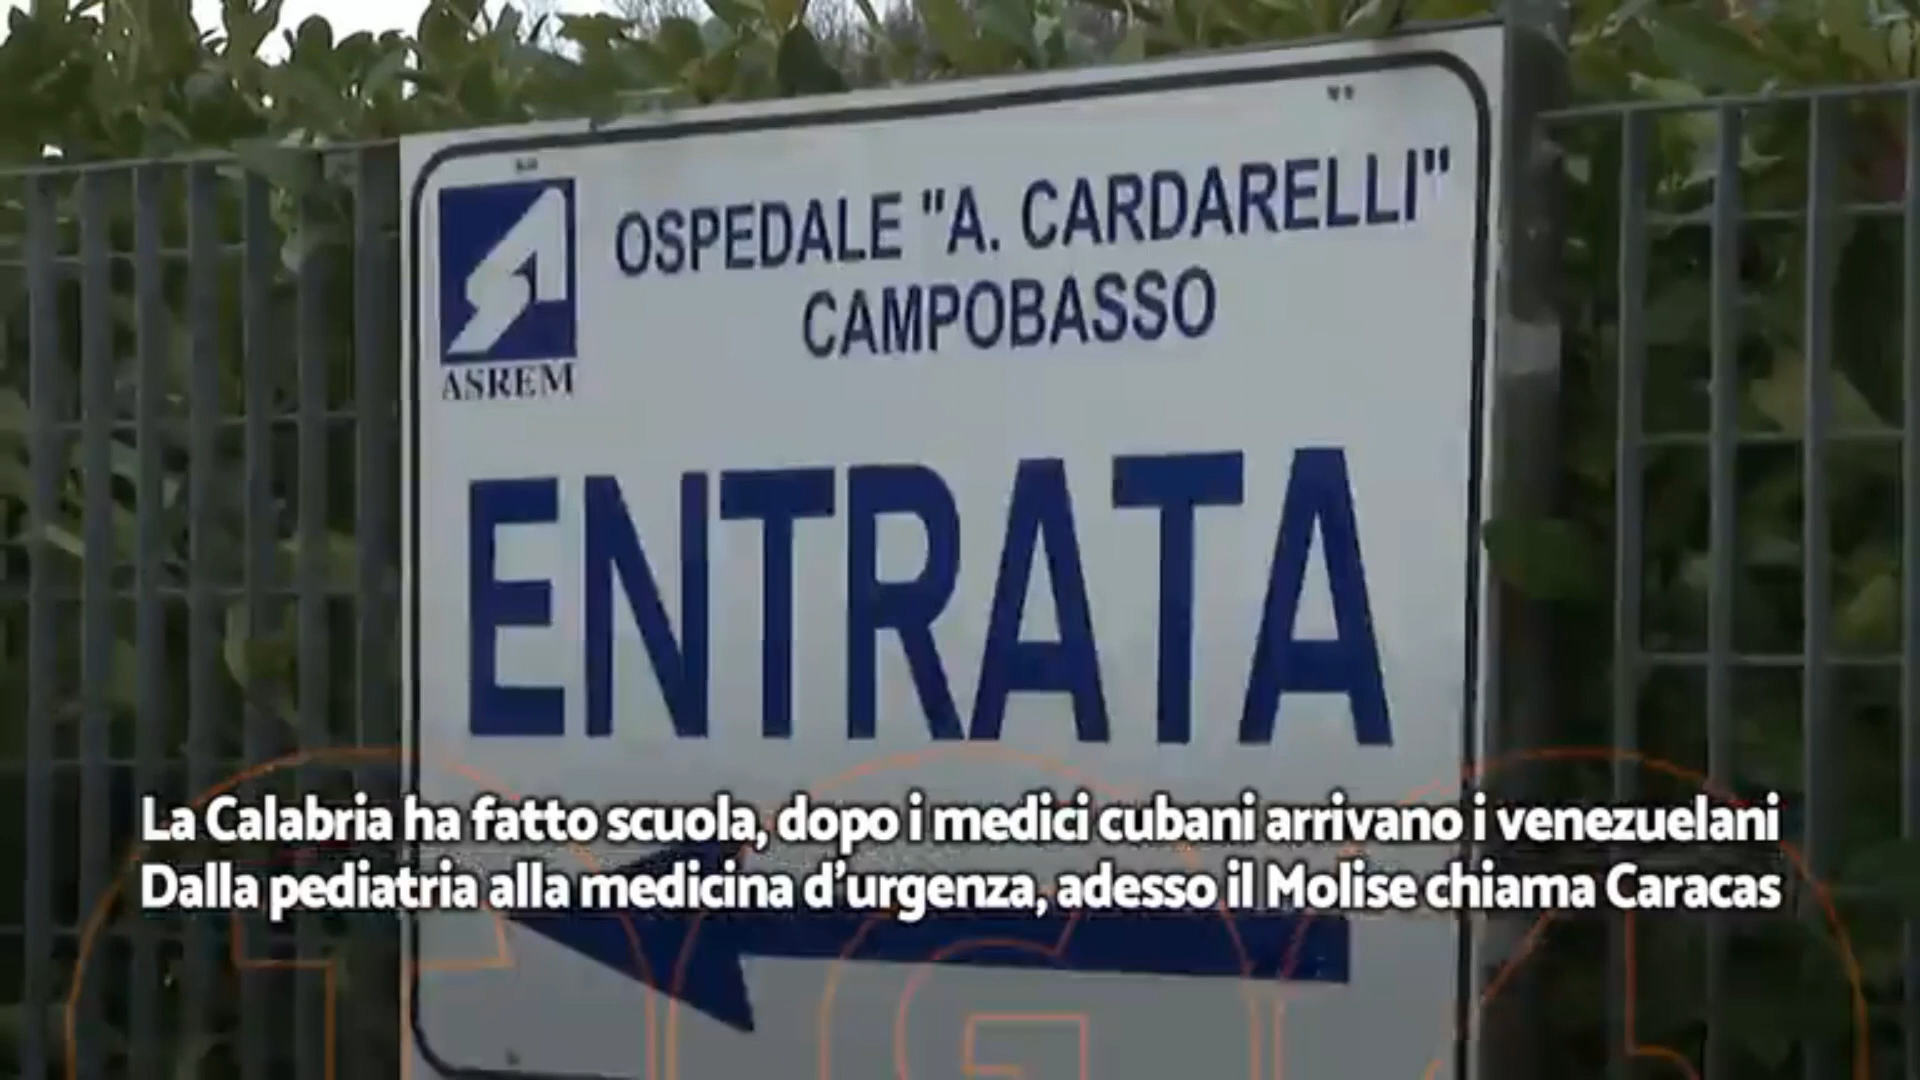 OSPEDALE "A. CARDARELLI"
CAMPOBASSO
ASREM
ENTRATA
La Calabria ha fatto scuola, dopo i medici cubani arrivano i venezuelani
Dalla pediatria alla medicina d'urgenza, adesso il Molise chiama Caracas